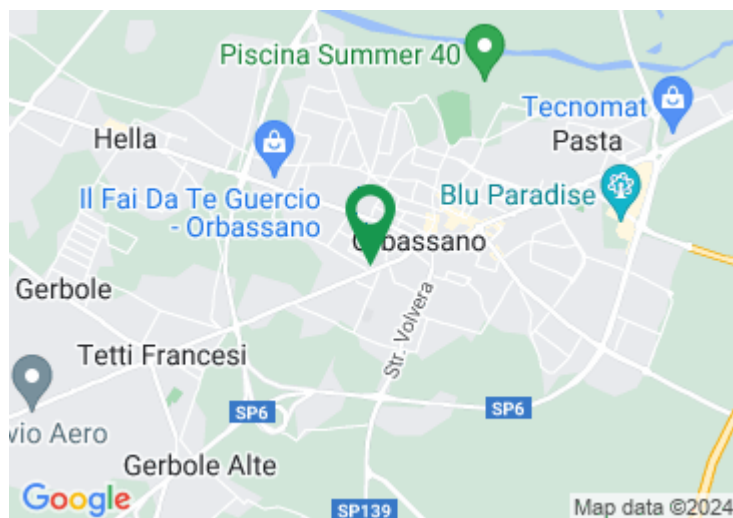 Piscina Summer 40
Tecnomat
Hella
Pasta
Il Fai Da Te Guercio
- Orbassano
Blu Paradise
Orbassano
Gerbole
Str. Volvera
Tetti Francesi
SP6
SP6
vio Aero
Gerbole Alte
Google
SP139
Map data ©2024